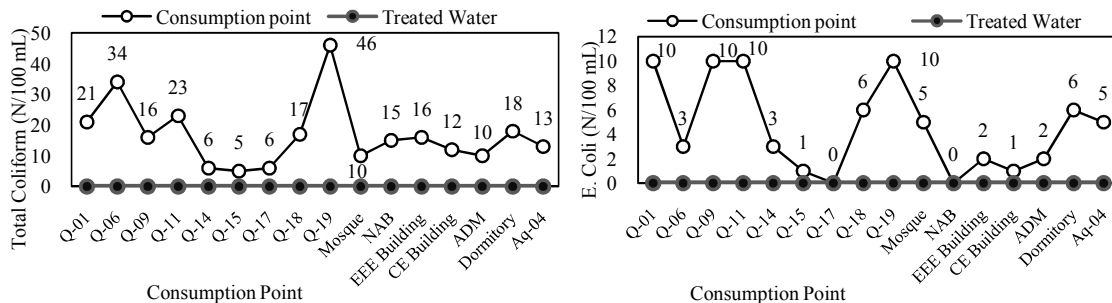 Consumption point Treated Water
Total Coliform (N/100 mL)
50
40
30
20
10
0
21
34
16
23
6
5
6
17
46
10
15
16
12
10
18
13
Q-01
Q-06
Q-09
Q-11
Q-14
Q-15
Q-17
Q-18
Q-19
Mosque
NAB
EEE Building
CE Building
ADM
Dormitory
Aq-04
Consumption Point
Consumption point Treated Water
E. Coli (N/100 mL)
12
10
8
6
4
2
0
10
3
10
10
3
1
0
6
10
5
0
2
1
2
6
5
Q-01
Q-06
Q-09
Q-11
Q-14
Q-15
Q-17
Q-18
Q-19
Mosque
NAB
EEE Building
CE Building
ADM
Dormitory
Aq-04
Consumption Point